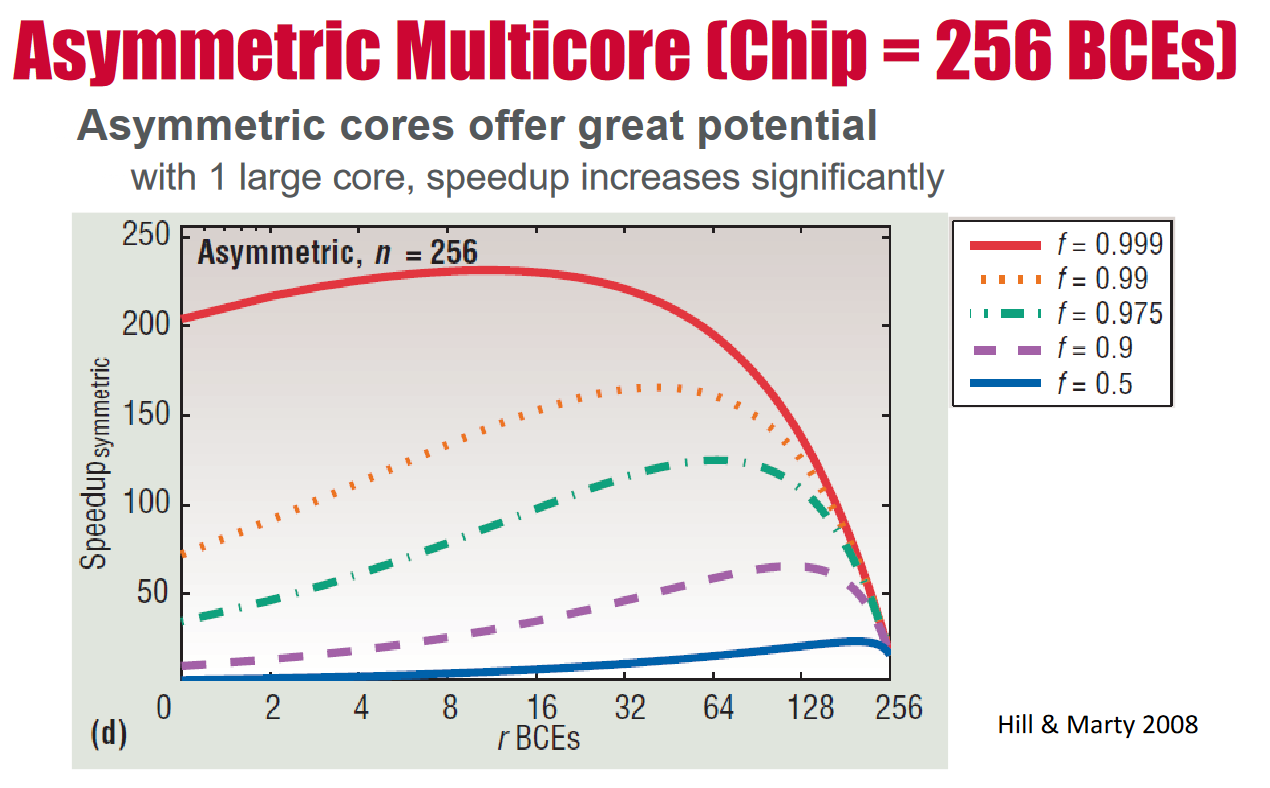 Asymmetric Multicore (Chip = 256 BCEs)
Asymmetric cores offer great potential
with 1 large core, speedup increases significantly
Asymmetric, n = 256
250
200
150
100
50
Speedup symmetric
0 2 4 8 16 32 64 128 256
r BCEs
(d)
f = 0.999
f = 0.99
f = 0.975
f = 0.9
f = 0.5
Hill & Marty 2008